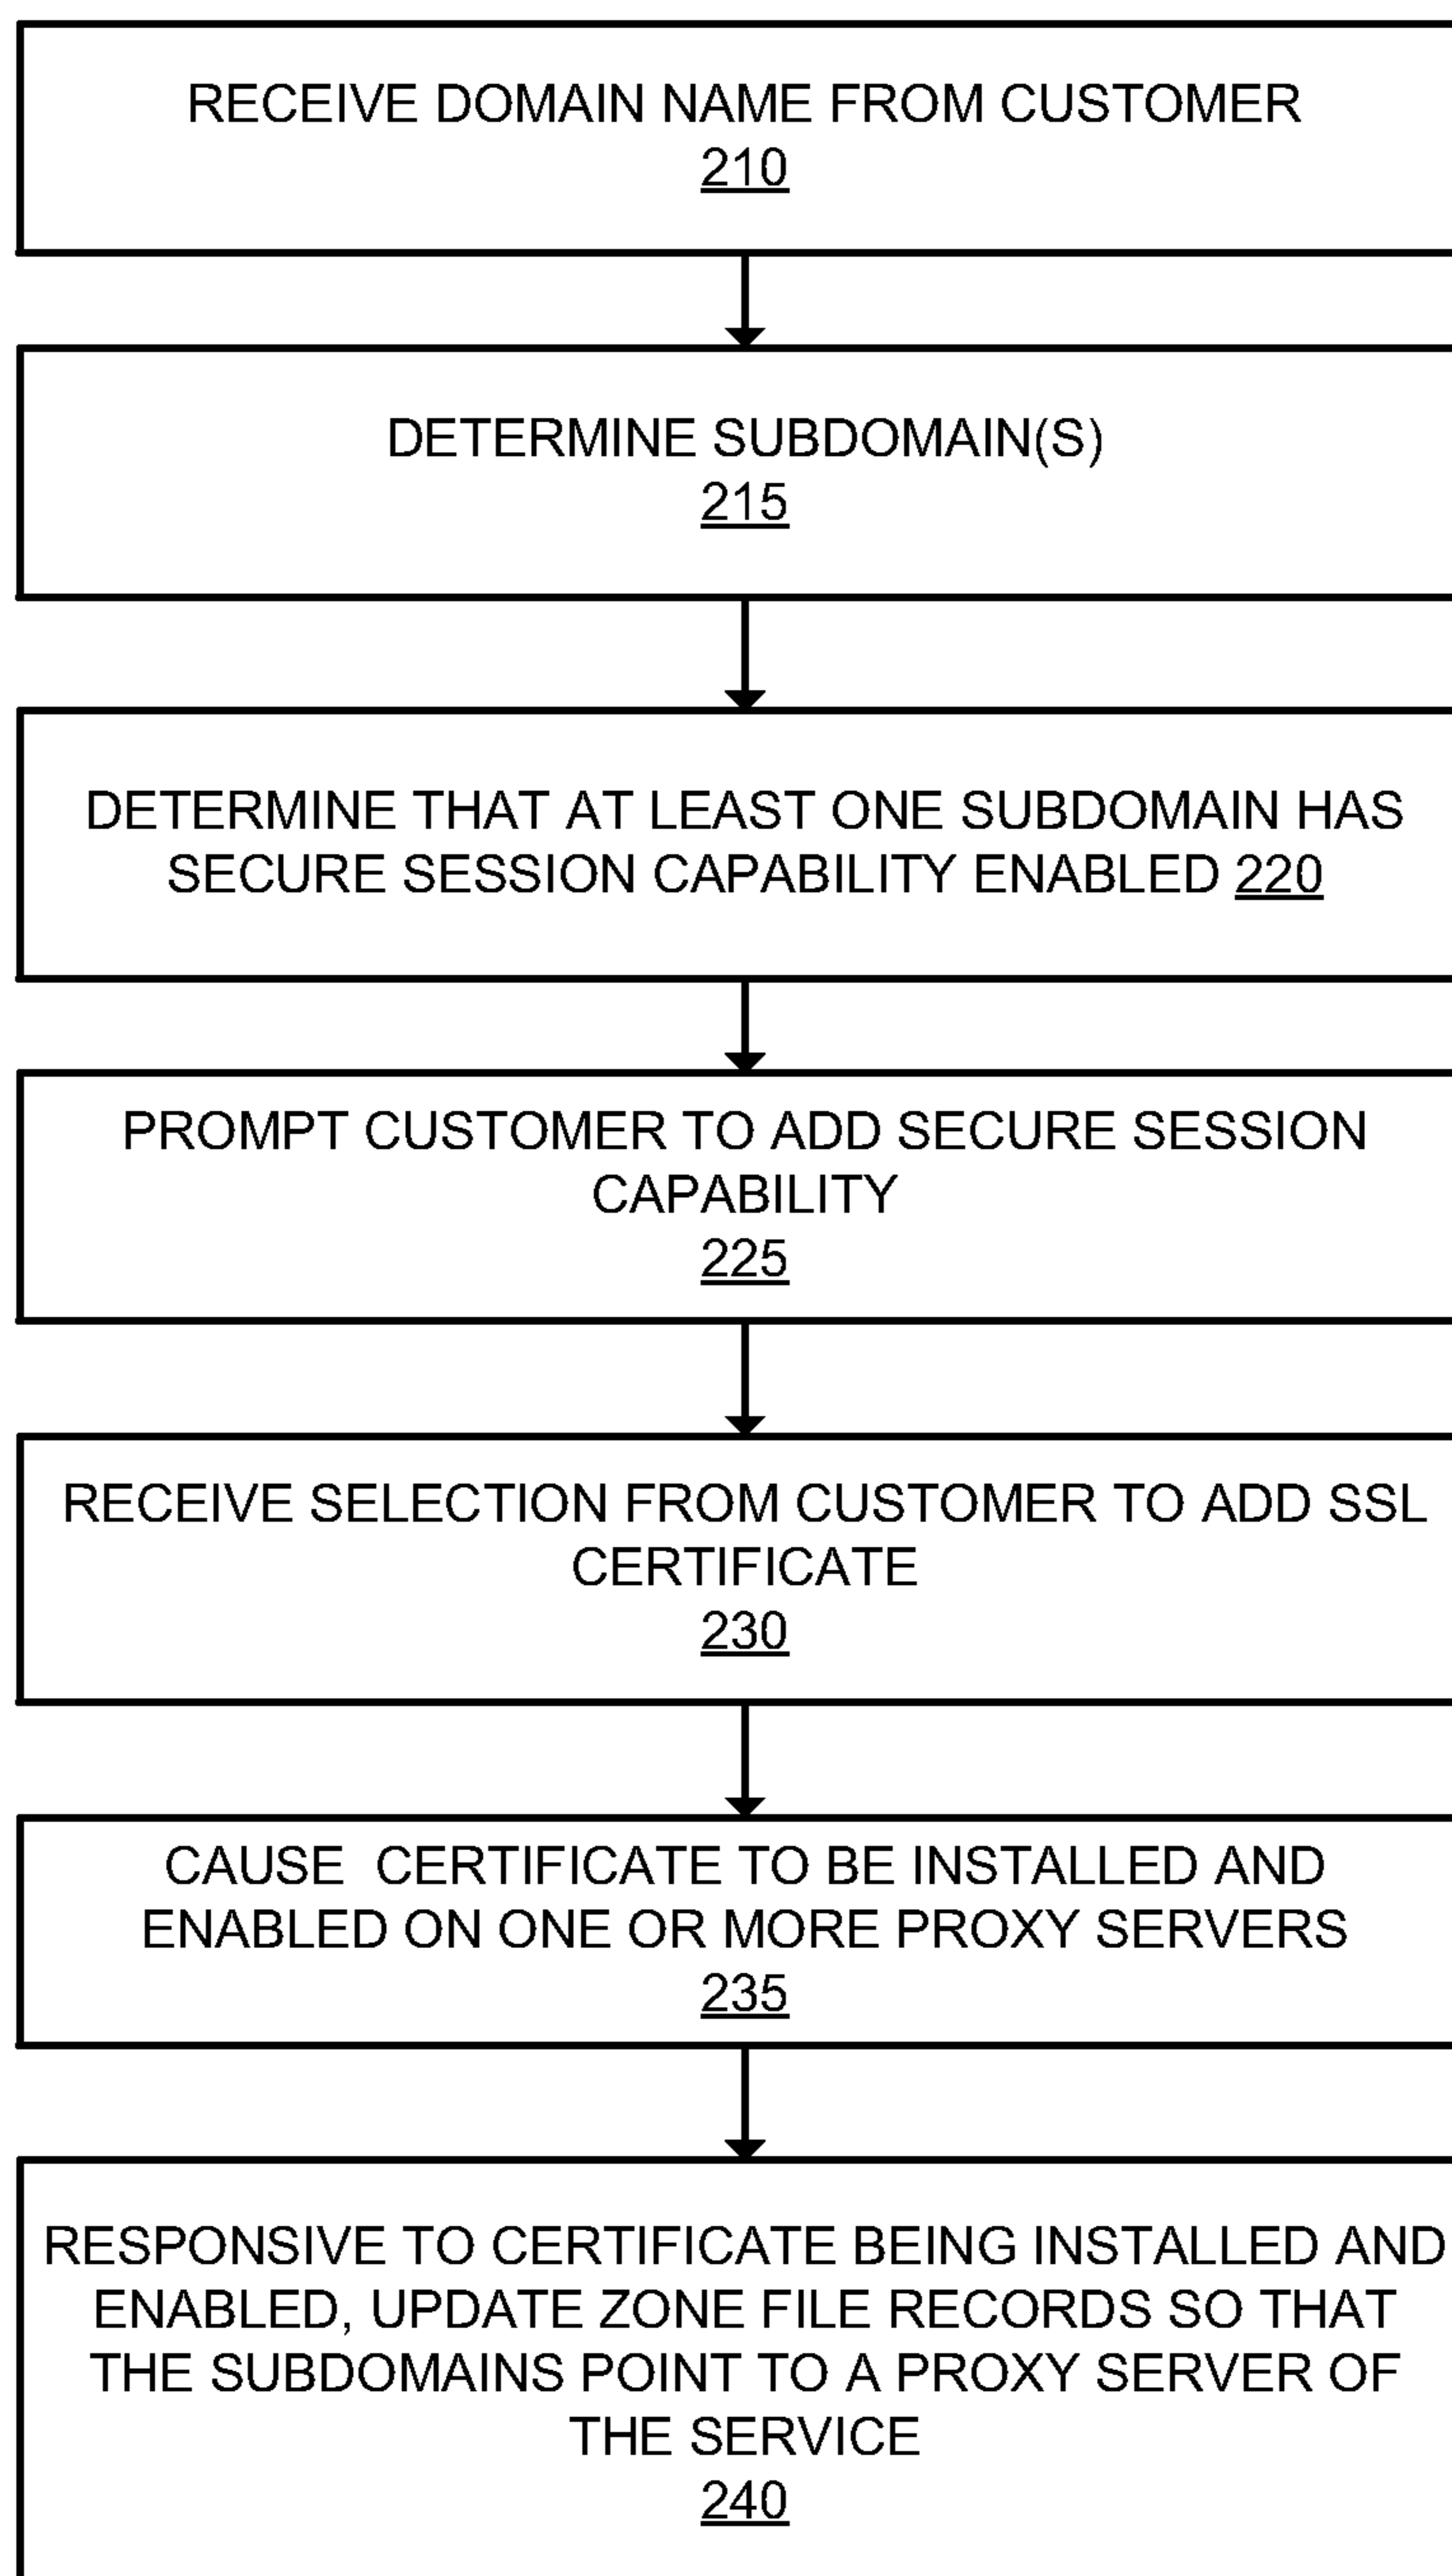 RECEIVE DOMAIN NAME FROM CUSTOMER
210
DETERMINE SUBDOMAIN(S)
215
DETERMINE THAT AT LEAST ONE SUBDOMAIN HAS
SECURE SESSION CAPABILITY ENABLED 220
PROMPT CUSTOMER TO ADD SECURE SESSION
CAPABILITY
225
RECEIVE SELECTION FROM CUSTOMER TO ADD SSL
CERTIFICATE
230
CAUSE CERTIFICATE TO BE INSTALLED AND
ENABLED ON ONE OR MORE PROXY SERVERS
235
RESPONSIVE TO CERTIFICATE BEING INSTALLED AND
ENABLED, UPDATE ZONE FILE RECORDS SO THAT
THE SUBDOMAINS POINT TO A PROXY SERVER OF
THE SERVICE
240